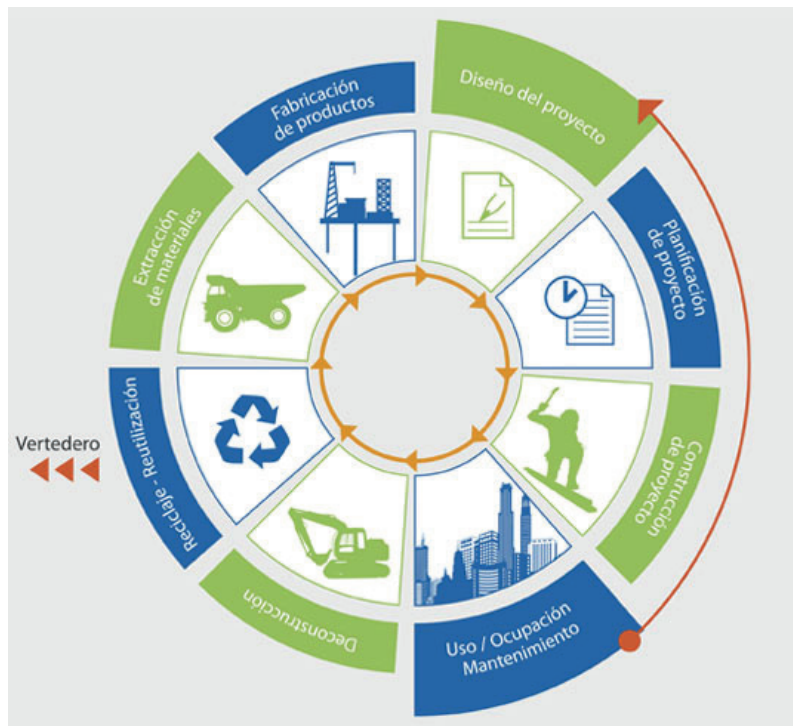 Diseño del proyecto
Planificación
de proyecto
Construcción
de proyecto
Uso / Ocupación
Mantenimiento
Deconstrucción
Reciclaje - Reutilización
Vertedero
Extracción
de materiales
Fabricación
de productos